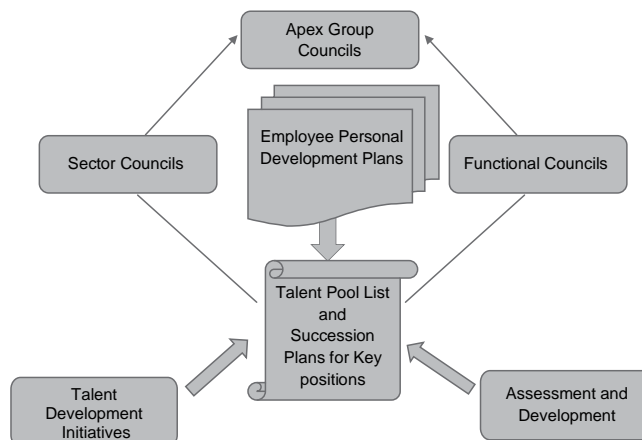 Apex Group
Councils
Employee Personal
Development Plans
Sector Councils
Functional Councils
Talent Pool List
and
Succession
Plans for Key
positions
Talent
Development
Initiatives
Assessment and
Development